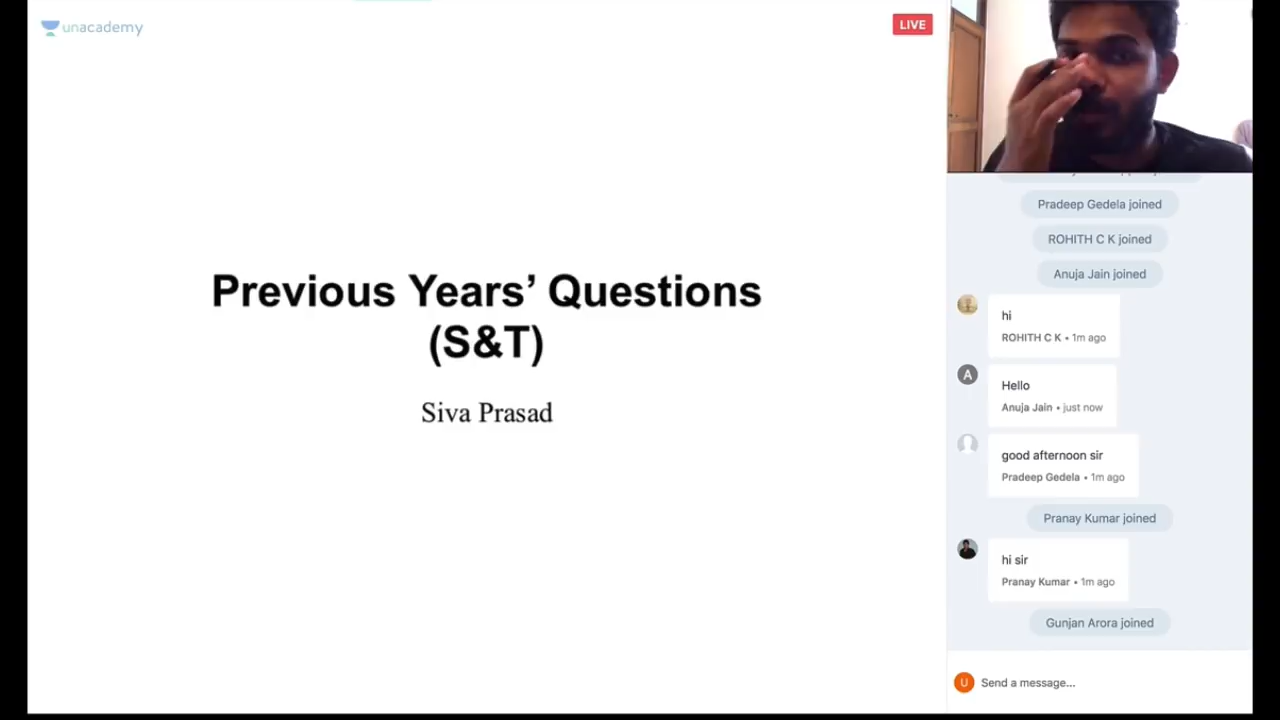 unacademy
LIVE
Previous Years’ Questions
(S&T)
Siva Prasad
Pradeep Gedela joined
ROHITH C K joined
Anuja Jain joined
hi
ROHITH C K • 1m ago
A
Hello
Anuja Jain • just now
good afternoon sir
Pradeep Gedela • 1m ago
Pranay Kumar joined
hi sir
Pranay Kumar • 1m ago
Gunjan Arora joined
U
Send a message...